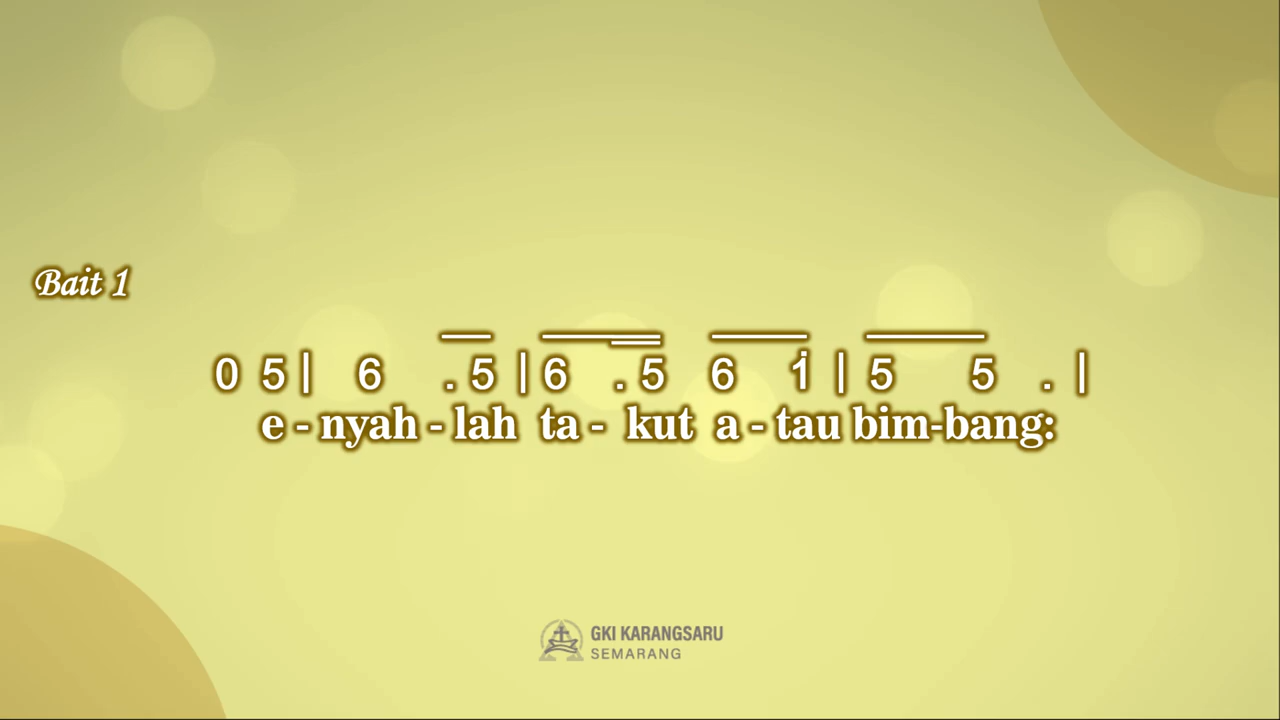 Bait 1
0 5| 6 . 5 | 6 . 5 6 1̇ | 5 5 . |
e - nyah - lah ta - kut a - tau bim-bang:
GKI KARANGSARU
SEMARANG